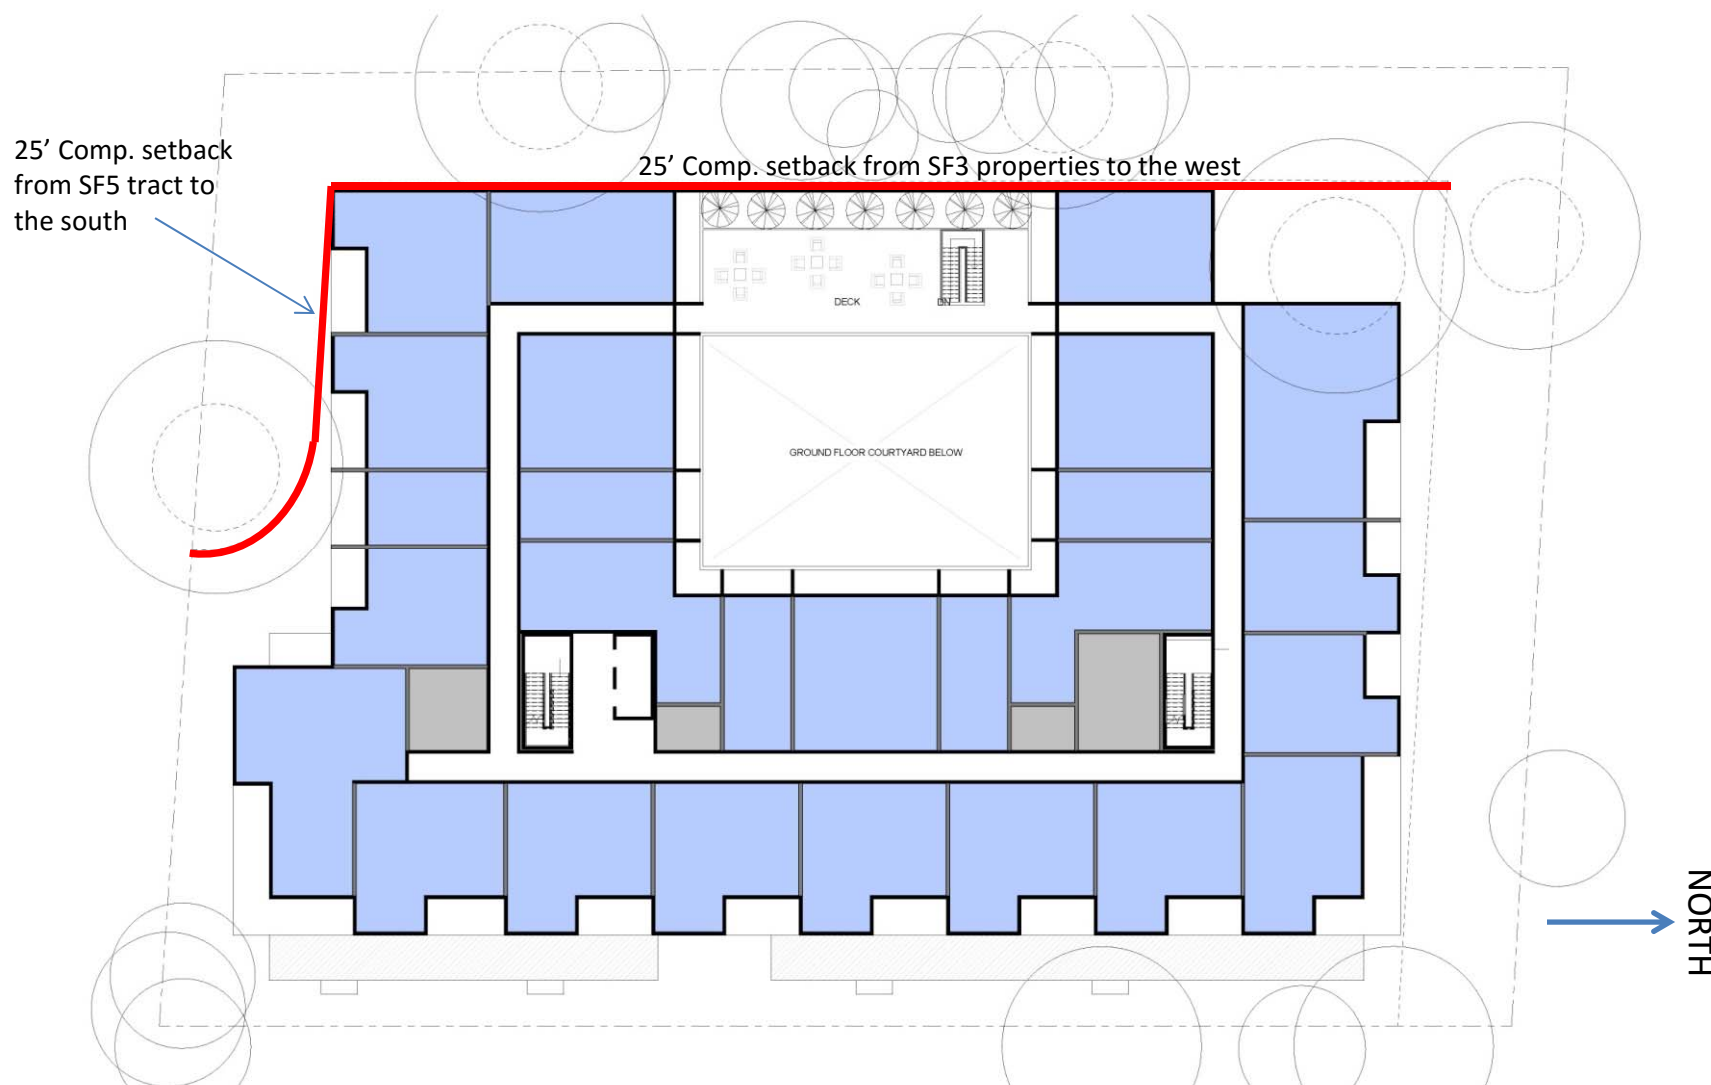 25’ Comp. setback
from SF5 tract to
the south
25’ Comp. setback from SF3 properties to the west
DECK
DN
GROUND FLOOR COURTYARD BELOW
NORTH